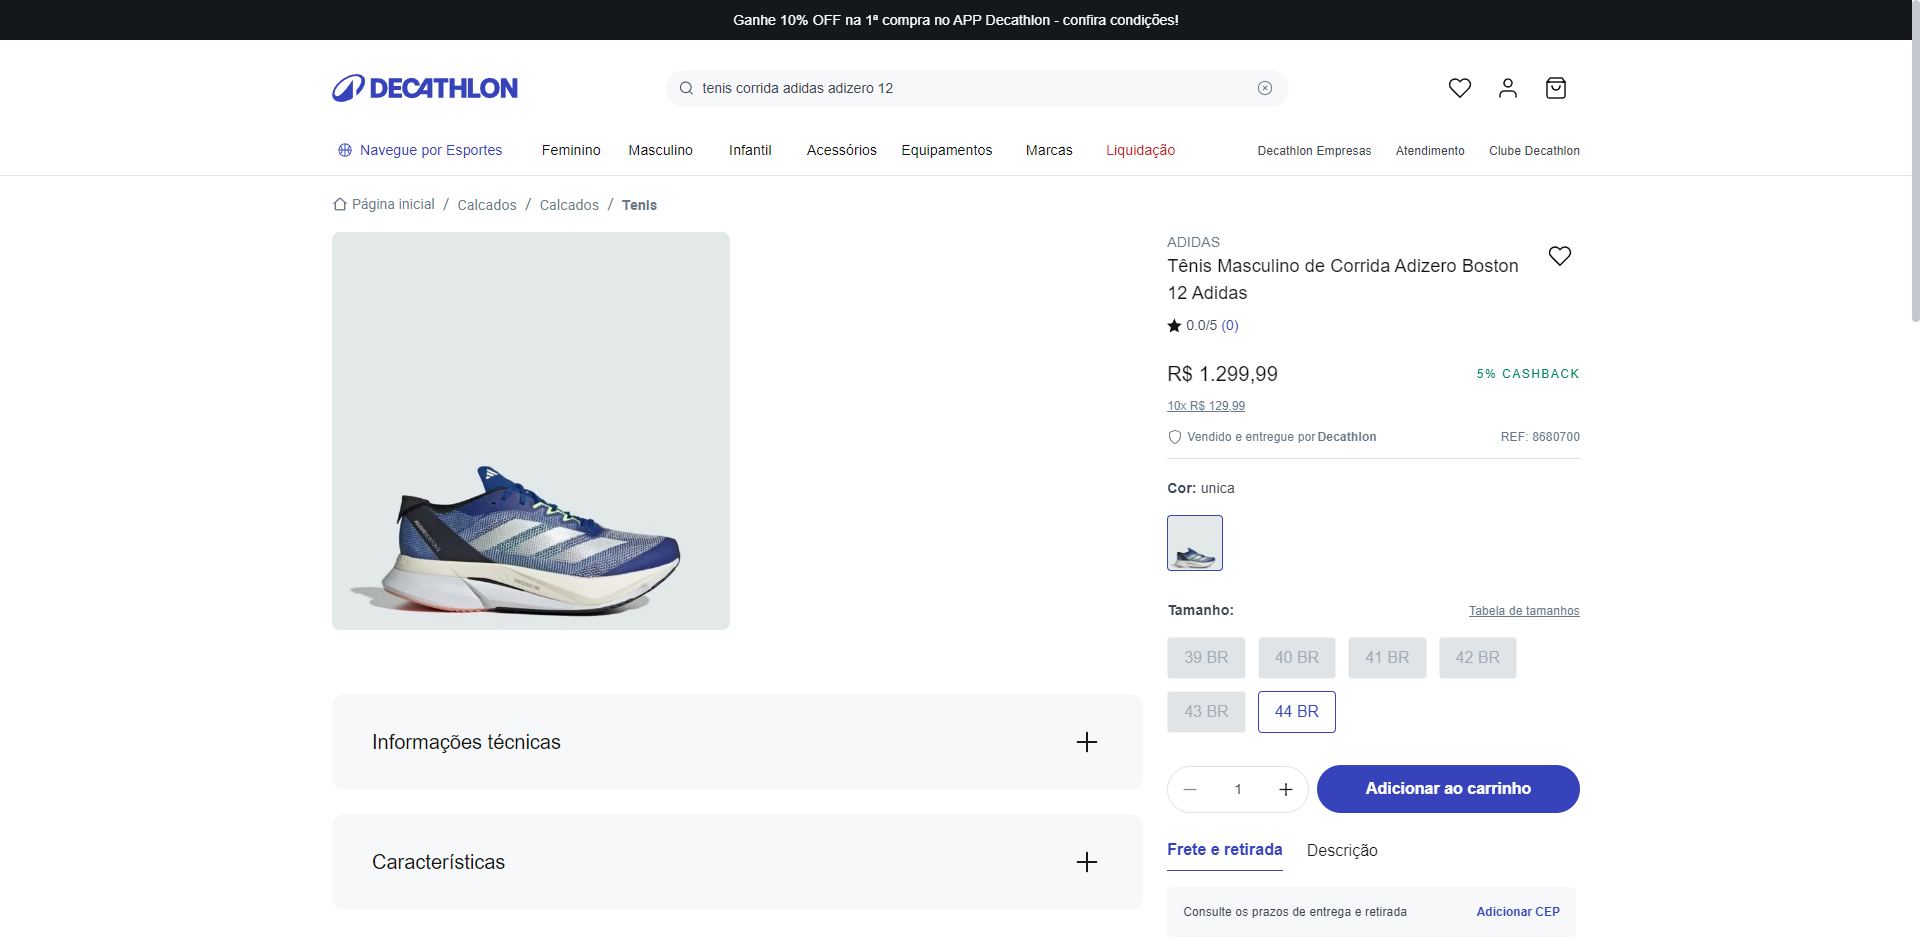 Ganhe 10% OFF na 1ª compra no APP Decathlon - confira condições!
DECATHLON
tenis corrida adidas adizero 12
Navegue por Esportes
Feminino
Masculino
Infantil
Acessórios
Equipamentos
Marcas
Liquidação
Decathlon Empresas
Atendimento
Clube Decathlon
Página inicial / Calcados / Calcados / Tenis
ADIDAS
Tênis Masculino de Corrida Adizero Boston
12 Adidas
0.0/5 (0)
R$ 1.299,99
5% CASHBACK
10x R$ 129,99
Vendido e entregue por Decathlon
REF: 8680700
Cor: unica
Tamanho:
Tabela de tamanhos
39 BR
40 BR
41 BR
42 BR
43 BR
44 BR
1
Adicionar ao carrinho
Frete e retirada
Descrição
Consulte os prazos de entrega e retirada
Adicionar CEP
Informações técnicas
Características